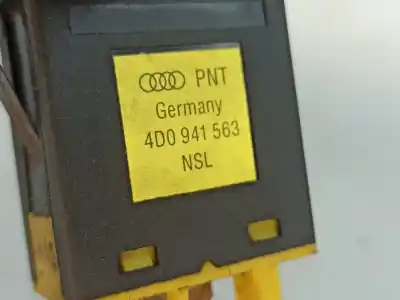 PNT
Germany
4D0 941 563
NSL